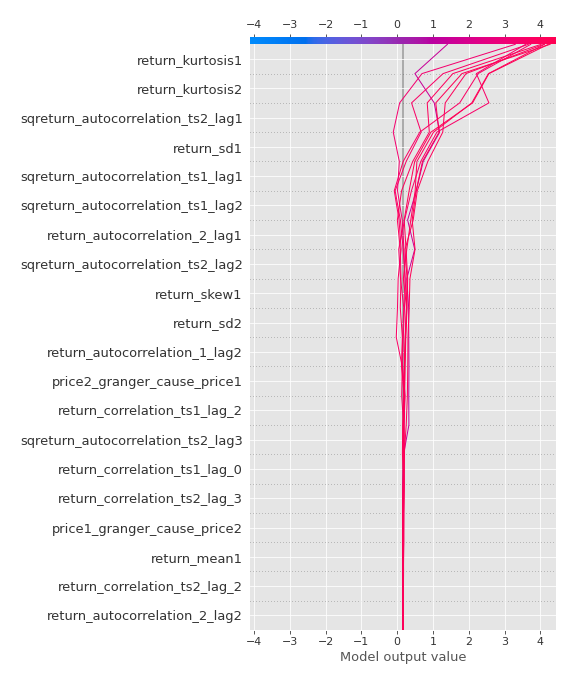 −4 −3 −2 −1 0 1 2 3 4
return_kurtosis1
return_kurtosis2
sqreturn_autocorrelation_ts2_lag1
return_sd1
sqreturn_autocorrelation_ts1_lag1
sqreturn_autocorrelation_ts1_lag2
return_autocorrelation_2_lag1
sqreturn_autocorrelation_ts2_lag2
return_skew1
return_sd2
return_autocorrelation_1_lag2
price2_granger_cause_price1
return_correlation_ts1_lag_2
sqreturn_autocorrelation_ts2_lag3
return_correlation_ts1_lag_0
return_correlation_ts2_lag_3
price1_granger_cause_price2
return_mean1
return_correlation_ts2_lag_2
return_autocorrelation_2_lag2
−4 −3 −2 −1 0 1 2 3 4
Model output value